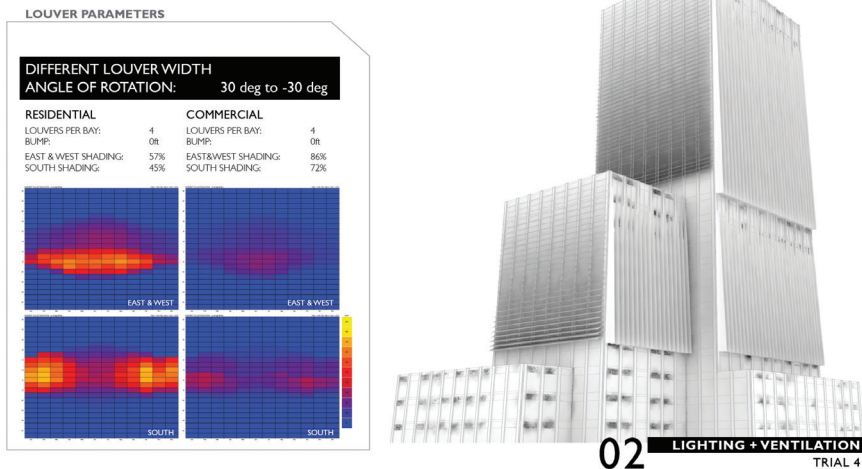 LOUVER PARAMETERS
DIFFERENT LOUVER WIDTH
ANGLE OF ROTATION: 30 deg to -30 deg
RESIDENTIAL
LOUVERS PER BAY: 4
BUMP: 0ft
EAST & WEST SHADING: 57%
SOUTH SHADING: 45%
COMMERCIAL
LOUVERS PER BAY: 4
BUMP: 0ft
EAST&WEST SHADING: 86%
SOUTH SHADING: 72%
EAST & WEST
EAST & WEST
SOUTH
SOUTH
02 LIGHTING + VENTILATION
TRIAL 4